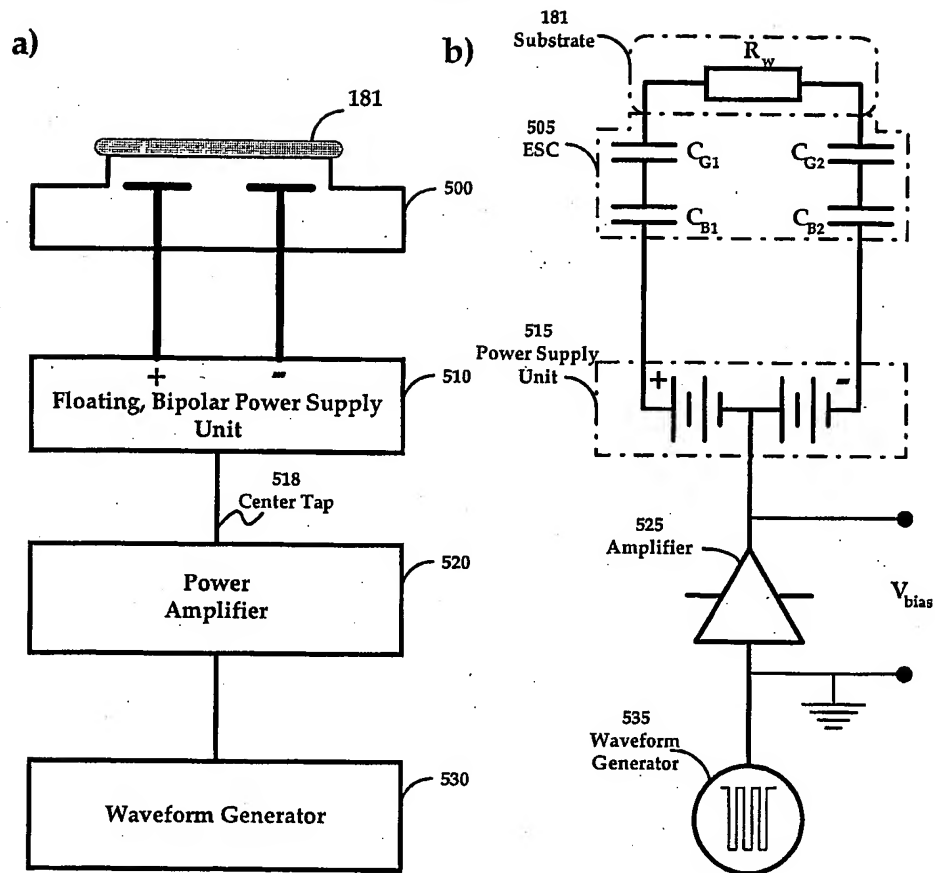 a)
181
500
+ -
510
Floating, Bipolar Power Supply
Unit
518
Center Tap
520
Power
Amplifier
530
Waveform Generator
b)
181
Substrate
R_w
505
ESC
C_G1
C_G2
C_B1
C_B2
515
Power Supply
Unit
+ -
525
Amplifier
V_bias
535
Waveform
Generator